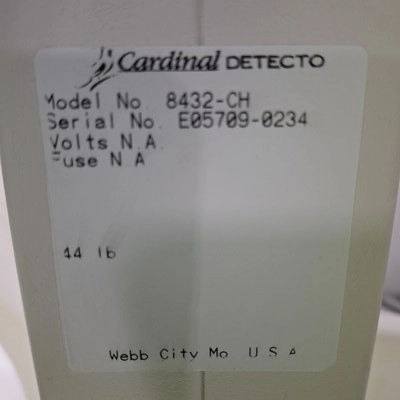 Cardinal DETECTO
Model No. 8432-CH
Serial No. E05709-0234
Volts N.A.
Fuse N.A
44 lb
Webb City Mo. U.S.A